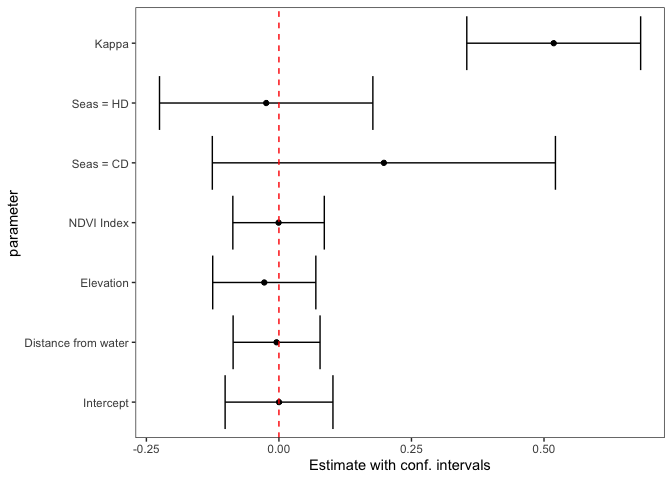 Kappa
Seas = HD
Seas = CD
NDVI Index
Elevation
Distance from water
Intercept
parameter
-0.25
0.00
0.25
0.50
Estimate with conf. intervals